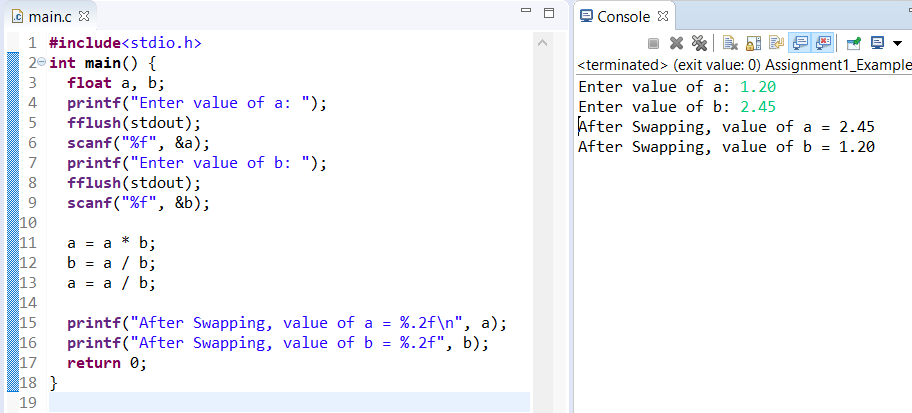 main.c
1 #include<stdio.h>
2 int main() {
3   float a, b;
4   printf("Enter value of a: ");
5   fflush(stdout);
6   scanf("%f", &a);
7   printf("Enter value of b: ");
8   fflush(stdout);
9   scanf("%f", &b);
10
11   a = a * b;
12   b = a / b;
13   a = a / b;
14
15   printf("After Swapping, value of a = %.2f\n", a);
16   printf("After Swapping, value of b = %.2f", b);
17   return 0;
18 }
19
Console
<terminated> (exit value: 0) Assignment1_Example
Enter value of a: 1.20
Enter value of b: 2.45
After Swapping, value of a = 2.45
After Swapping, value of b = 1.20